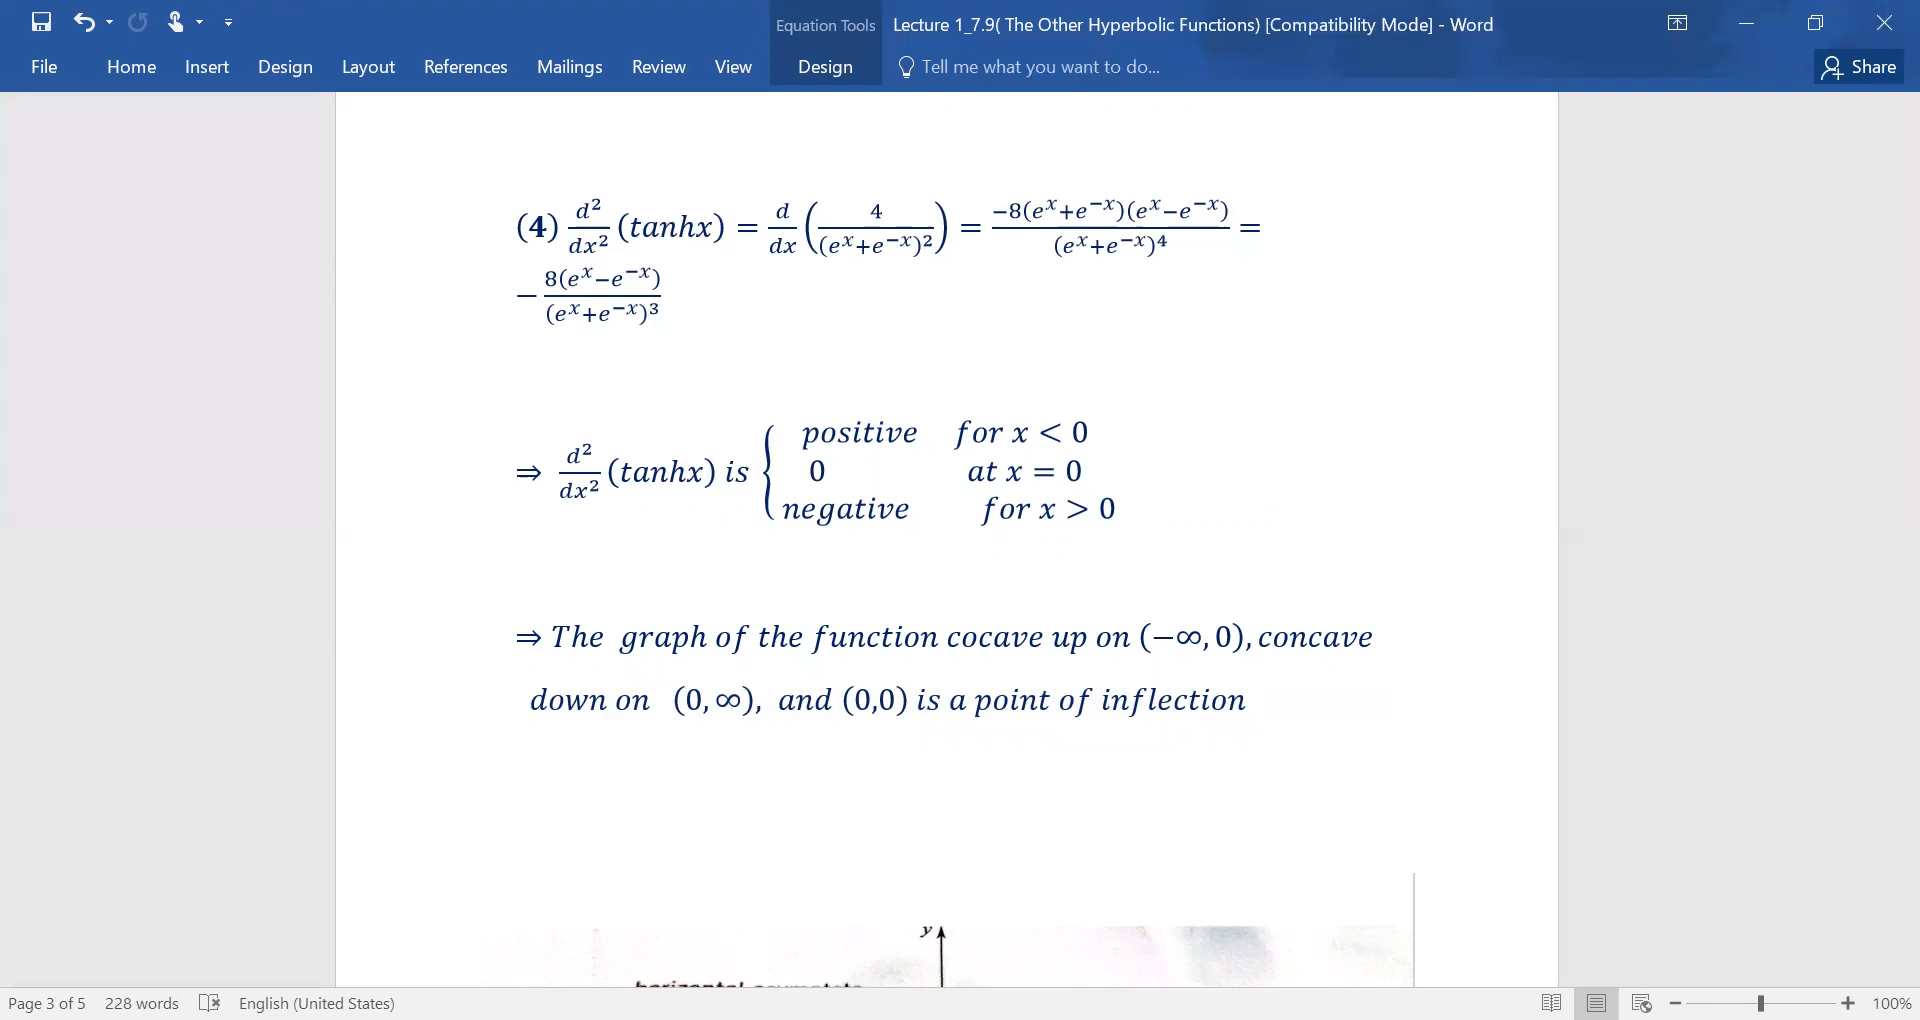 Equation Tools
Lecture 1_7.9( The Other Hyperbolic Functions) [Compatibility Mode] - Word
File Home Insert Design Layout References Mailings Review View Design Tell me what you want to do... Share
(4) d²/dx² (tanhx) = d/dx (4/(eˣ+e⁻ˣ)²) = −8(eˣ+e⁻ˣ)(eˣ−e⁻ˣ)/(eˣ+e⁻ˣ)⁴ =
− 8(eˣ−e⁻ˣ)/(eˣ+e⁻ˣ)³
positive for x < 0
⇒ d²/dx² (tanhx) is { 0 at x = 0
negative for x > 0
⇒ The graph of the function cocave up on (−∞, 0), concave
down on (0, ∞), and (0,0) is a point of inflection
y
horizontal asymptote
Page 3 of 5 228 words English (United States) 100%